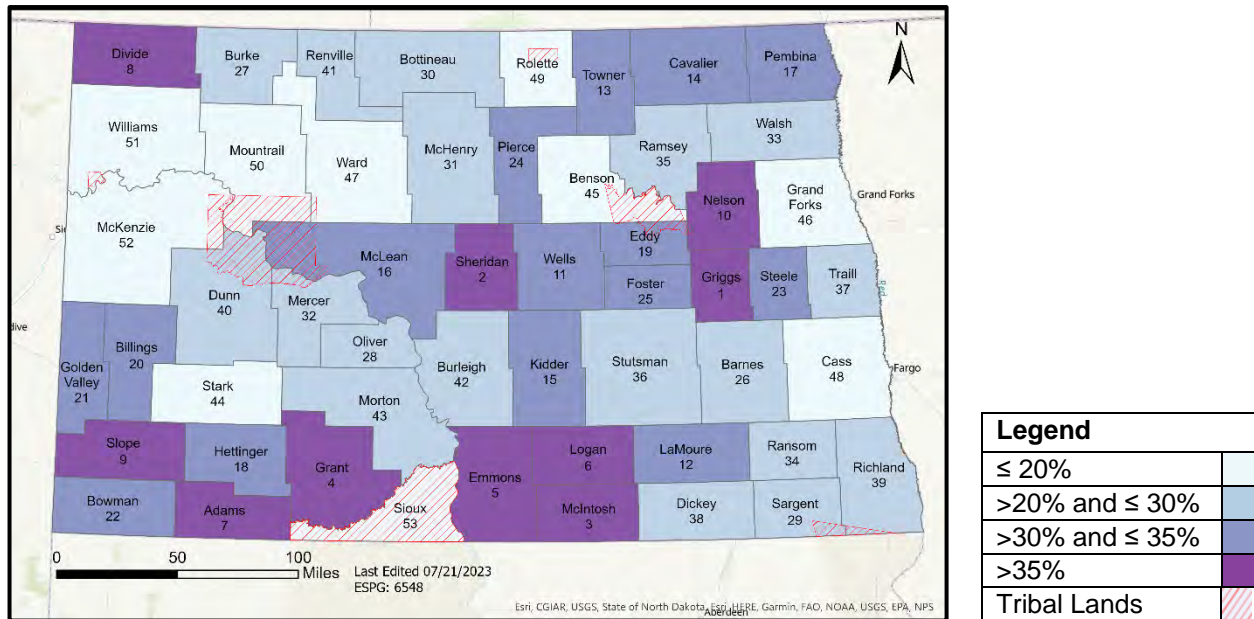 N
Divide
8
Burke
27
Renville
41
Bottineau
30
Rolette
49
Towner
13
Cavalier
14
Pembina
17
Williams
51
Mountrail
50
Ward
47
McHenry
31
Pierce
24
Benson
45
Ramsey
35
Walsh
33
Nelson
10
Grand
Forks
46
Grand Forks
McKenzie
52
McLean
16
Sheridan
2
Wells
11
Eddy
19
Foster
25
Griggs
1
Steele
23
Traill
37
Red
Dunn
40
Mercer
32
Oliver
28
dive
Golden
Valley
21
Billings
20
Stark
44
Morton
43
Burleigh
42
Kidder
15
Stutsman
36
Barnes
26
Cass
48
Fargo
Slope
9
Hettinger
18
Grant
4
Emmons
5
Logan
6
LaMoure
12
Ransom
34
Richland
39
Bowman
22
Adams
7
Sioux
53
McIntosh
3
Dickey
38
Sargent
29
0 50 100
Miles
Last Edited 07/21/2023
ESPG: 6548
Esri, CGIAR, USGS, State of North Dakota, Esri, HERE, Garmin, FAO, NOAA, USGS, EPA, NPS
Aberdeen
Legend
≤ 20%
>20% and ≤ 30%
>30% and ≤ 35%
>35%
Tribal Lands